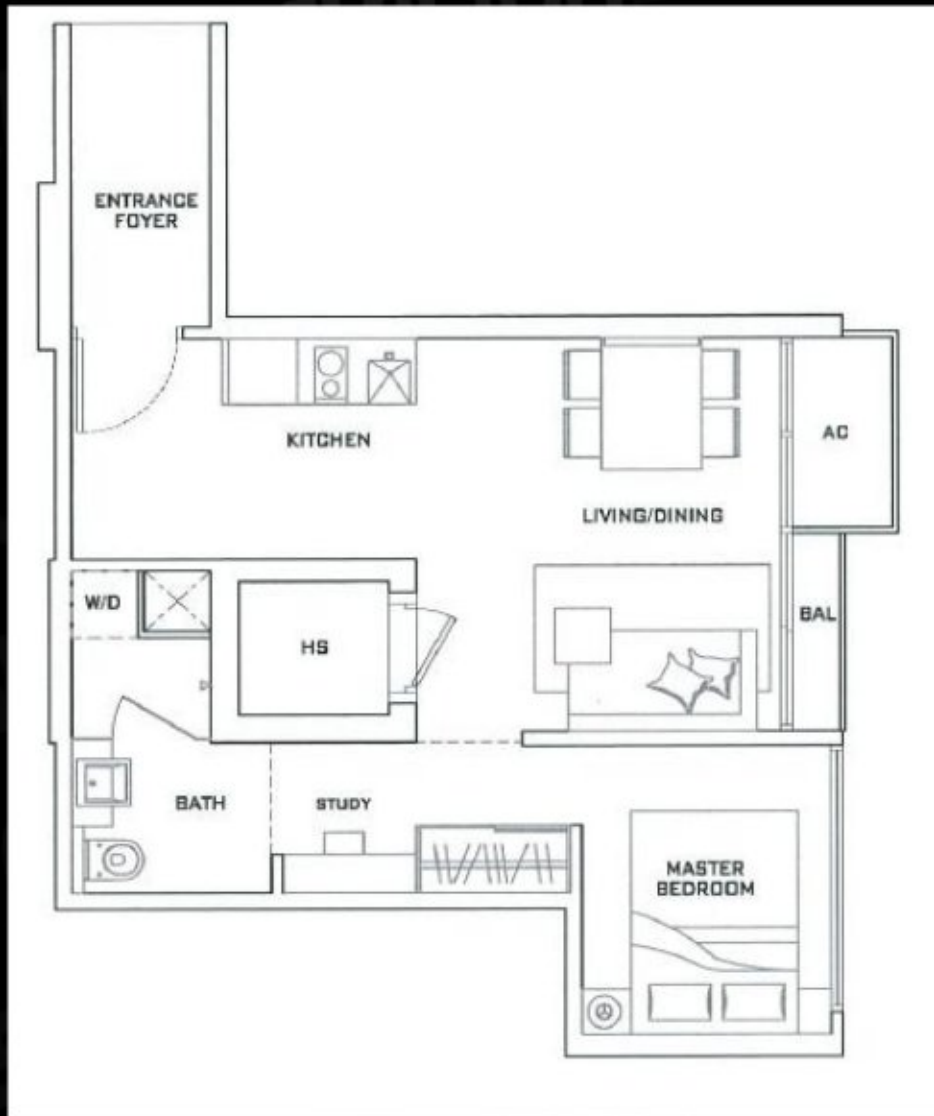 ENTRANCE
FOYER
KITCHEN
AC
LIVING/DINING
W/D
BAL
HS
BATH
STUDY
MASTER
BEDROOM